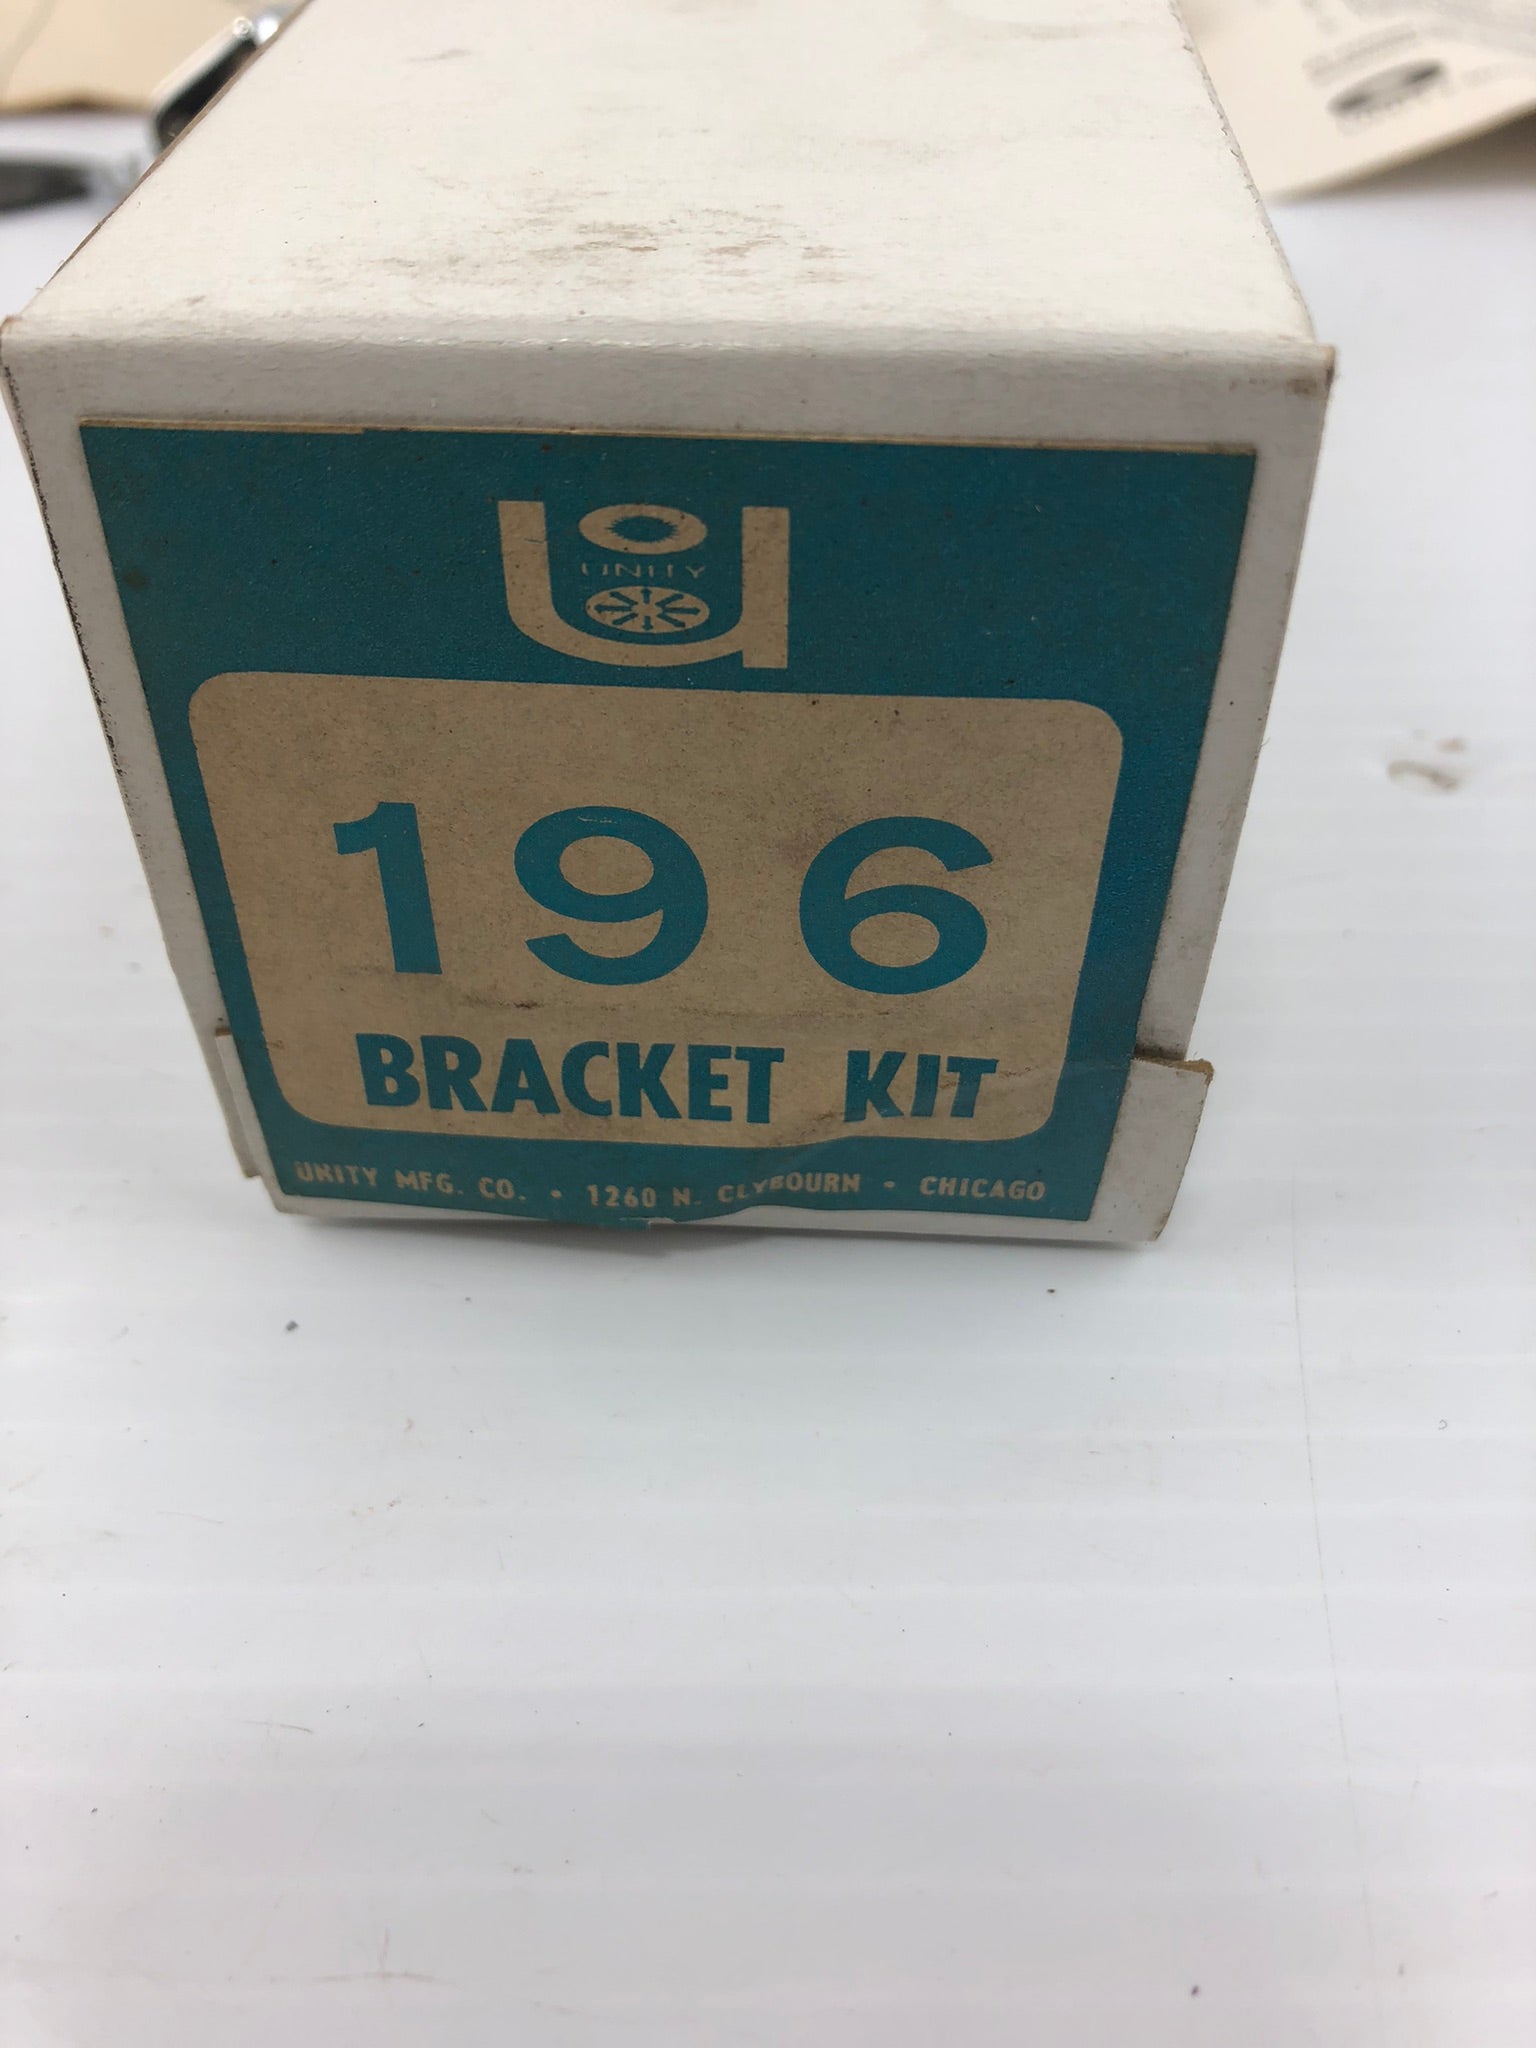 UNITY
196
BRACKET KIT
UNITY MFG. CO. • 1260 N. CLYBOURN • CHICAGO